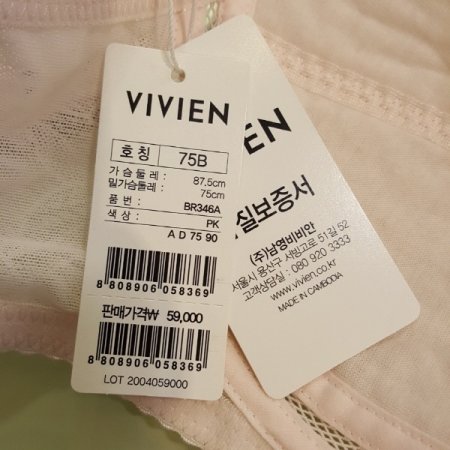 VIVIEN
호칭 75B
가 슴 둘 레 : 87.5cm
밑가슴둘레 : 75cm
품 번 : BR346A
색 상 : PK
A D 75 90
8 808906 058369
판매가격₩ 59,000
8 808906 058369
LOT 2004059000
VIEN
질보증서
(주)남영비비안
서울시 용산구 서빙고로 51길 52
고객상담실 : 080 920 3333
www.vivien.co.kr
MADE IN CAMBODIA